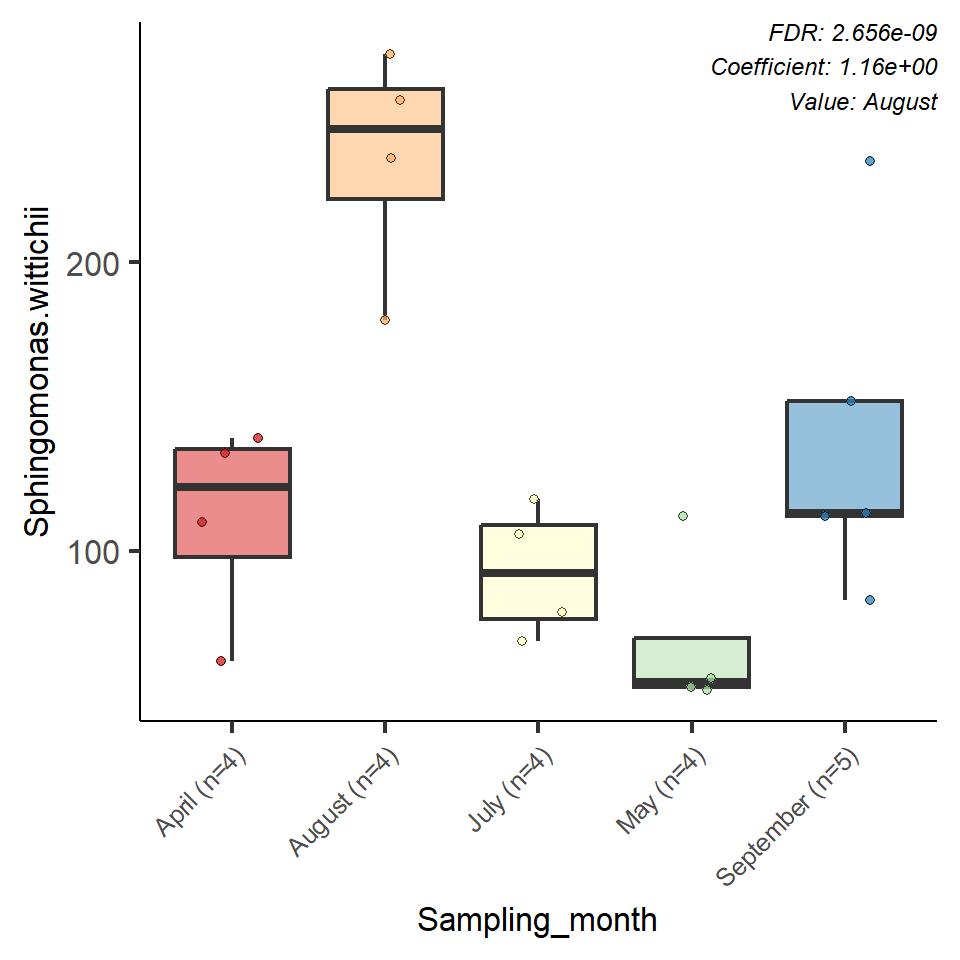 FDR: 2.656e-09
Coefficient: 1.16e+00
Value: August
Sphingomonas.wittichii
200
100
April (n=4)
August (n=4)
July (n=4)
May (n=4)
September (n=5)
Sampling_month